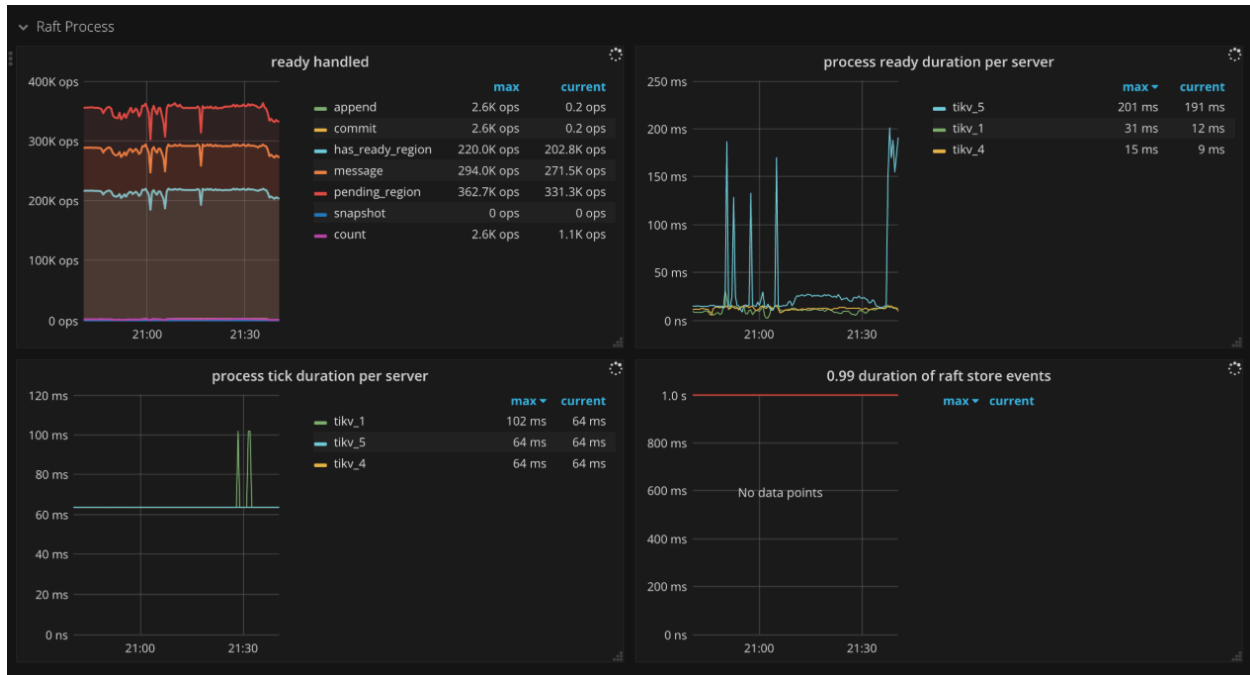 Raft Process
ready handled
400K ops
300K ops
200K ops
100K ops
0 ops
21:00 21:30
max current
append 2.6K ops 0.2 ops
commit 2.6K ops 0.2 ops
has_ready_region 220.0K ops 202.8K ops
message 294.0K ops 271.5K ops
pending_region 362.7K ops 331.3K ops
snapshot 0 ops 0 ops
count 2.6K ops 1.1K ops
process ready duration per server
250 ms
200 ms
150 ms
100 ms
50 ms
0 ns
21:00 21:30
max current
tikv_5 201 ms 191 ms
tikv_1 31 ms 12 ms
tikv_4 15 ms 9 ms
process tick duration per server
120 ms
100 ms
80 ms
60 ms
40 ms
20 ms
0 ns
21:00 21:30
max current
tikv_1 102 ms 64 ms
tikv_5 64 ms 64 ms
tikv_4 64 ms 64 ms
0.99 duration of raft store events
1.0 s
800 ms
600 ms
400 ms
200 ms
0 ns
No data points
21:00 21:30
max current